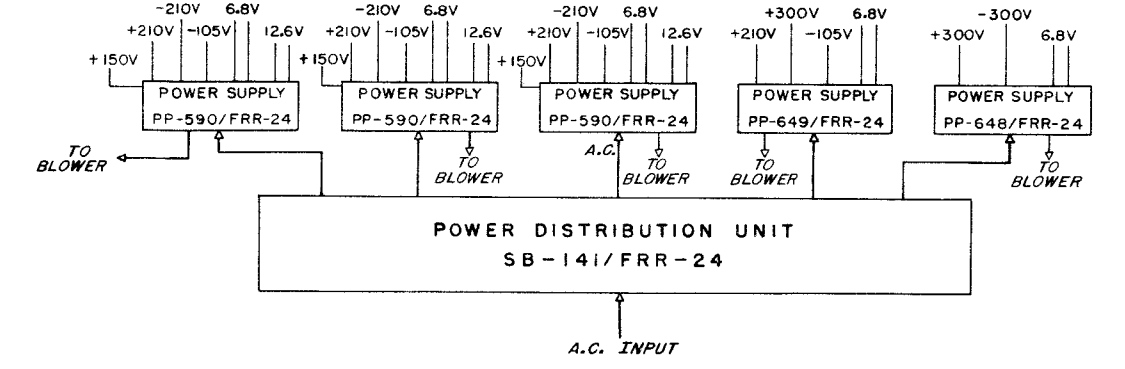 -210V 6.8V -210V 6.8V -210V 6.8V +300V 6.8V -300V
+210V -105V 12.6V +210V -105V 12.6V +210V -105V 12.6V +210V -105V +300V 6.8V
+150V +150V +150V
POWER SUPPLY POWER SUPPLY POWER SUPPLY POWER SUPPLY POWER SUPPLY
PP-590/FRR-24 PP-590/FRR-24 PP-590/FRR-24 PP-649/FRR-24 PP-648/FRR-24
A.C.
TO BLOWER
TO BLOWER
TO BLOWER
TO BLOWER
TO BLOWER
POWER DISTRIBUTION UNIT
SB-141/FRR-24
A.C. INPUT